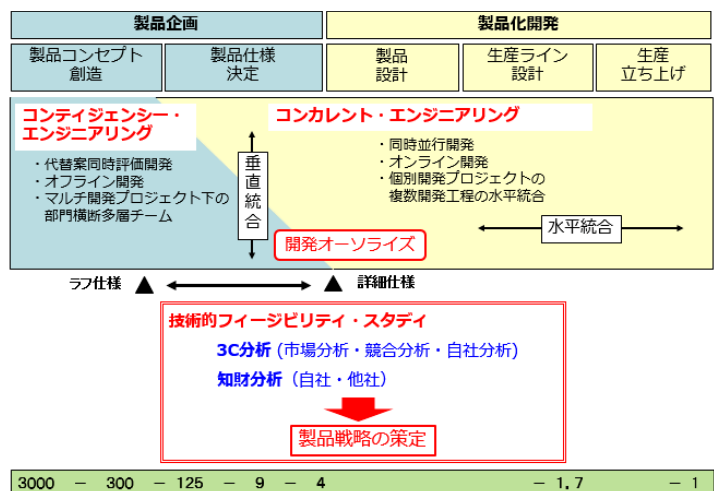 製品企画
製品化開発
製品コンセプト
創造
製品仕様
決定
製品
設計
生産ライン
設計
生産
立ち上げ
コンティジェンシー・
エンジニアリング
・代替案同時評価開発
・オフライン開発
・マルチ開発プロジェクト下の
部門横断多層チーム
コンカレント・エンジニアリング
・同時並行開発
・オンライン開発
・個別開発プロジェクトの
複数開発工程の水平統合
垂直統合
水平統合
開発オーソライズ
ラフ仕様 ▲
▲ 詳細仕様
技術的フィージビリティ・スタディ
3C分析 (市場分析・競合分析・自社分析)
知財分析（自社・他社）
製品戦略の策定
3000 － 300 － 125 － 9 － 4 － 1,7 － 1